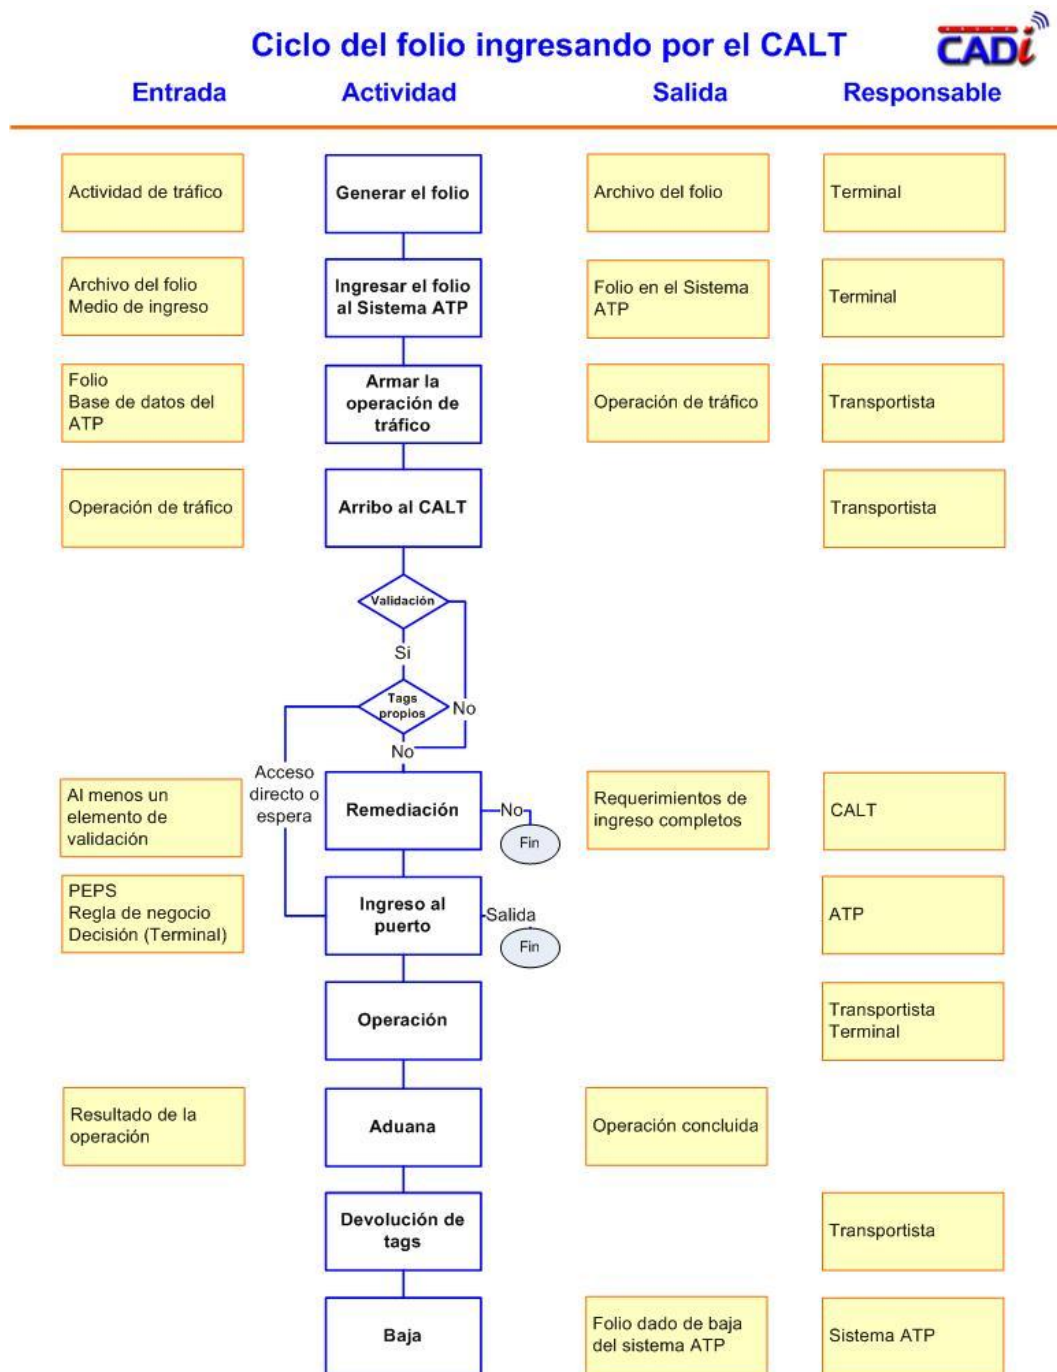 Ciclo del folio ingresando por el CALT
CADi
Entrada
Actividad
Salida
Responsable
Actividad de tráfico
Generar el folio
Archivo del folio
Terminal
Archivo del folio
Medio de ingreso
Ingresar el folio
al Sistema ATP
Folio en el Sistema
ATP
Terminal
Folio
Base de datos del
ATP
Armar la
operación de
tráfico
Operación de tráfico
Transportista
Operación de tráfico
Arribo al CALT
Transportista
Validación
Si
Tags
propios
No
No
Acceso
directo o
espera
Al menos un
elemento de
validación
Remediación
No
Fin
Requerimientos de
ingreso completos
CALT
PEPS
Regla de negocio
Decisión (Terminal)
Ingreso al
puerto
Salida
Fin
ATP
Operación
Transportista
Terminal
Resultado de la
operación
Aduana
Operación concluida
Devolución de
tags
Transportista
Baja
Folio dado de baja
del sistema ATP
Sistema ATP